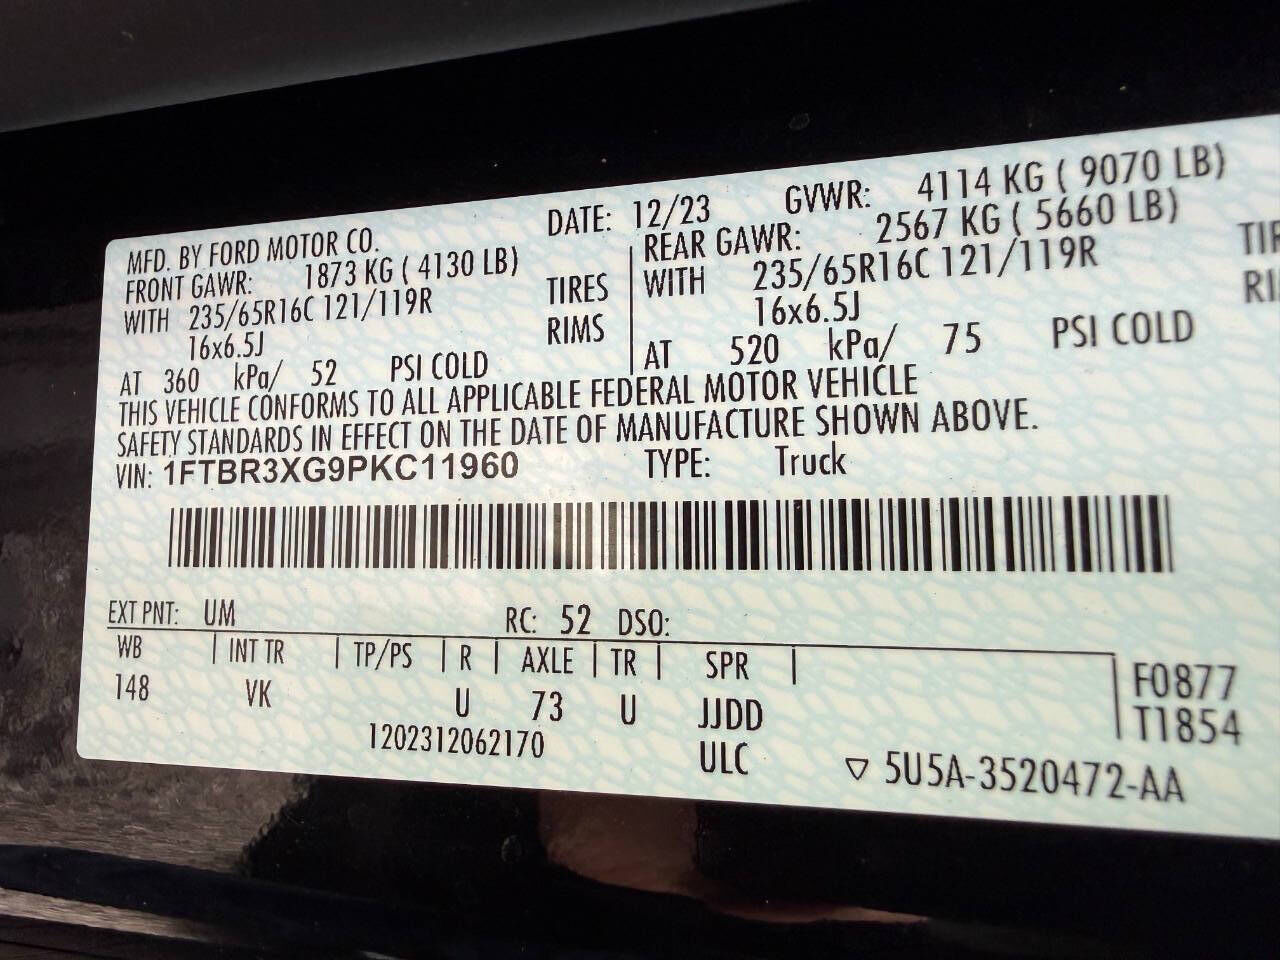 MFD. BY FORD MOTOR CO. DATE: 12/23 GVWR: 4114 KG ( 9070 LB)
FRONT GAWR: 1873 KG ( 4130 LB) REAR GAWR: 2567 KG ( 5660 LB)
WITH 235/65R16C 121/119R TIRES WITH 235/65R16C 121/119R TIR
16x6.5J RIMS 16x6.5J RI
AT 360 kPa/ 52 PSI COLD AT 520 kPa/ 75 PSI COLD
THIS VEHICLE CONFORMS TO ALL APPLICABLE FEDERAL MOTOR VEHICLE
SAFETY STANDARDS IN EFFECT ON THE DATE OF MANUFACTURE SHOWN ABOVE.
VIN: 1FTBR3XG9PKC11960 TYPE: Truck
EXT PNT: UM RC: 52 DSO:
WB | INT TR | TP/PS | R | AXLE | TR | SPR |
148 VK U 73 U JJDD
F0877
T1854
1202312062170 ULC ▽ 5U5A-3520472-AA